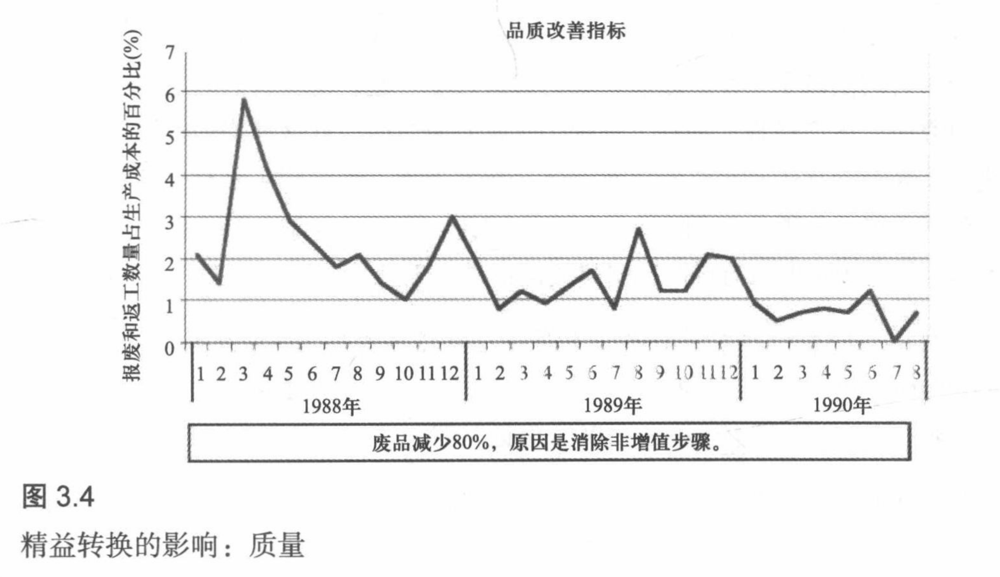 品质改善指标
报废和返工数量占生产成本的百分比(%)
7
6
5
4
3
2
1
0
1 2 3 4 5 6 7 8 9 10 11 12 1 2 3 4 5 6 7 8 9 10 11 12 1 2 3 4 5 6 7 8
1988年 1989年 1990年
废品减少80%，原因是消除非增值步骤。
图 3.4
精益转换的影响：质量